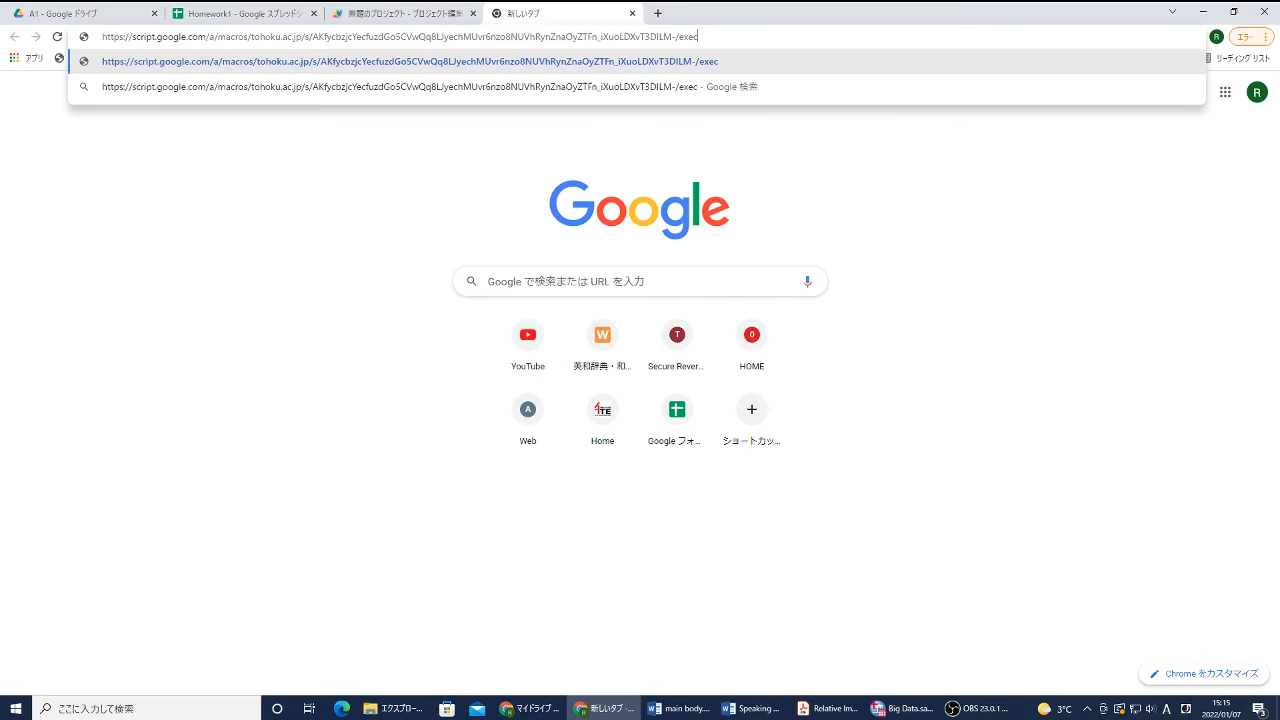 A1 - Google ドライブ
Homework1 - Google スプレッドシー
無題のプロジェクト - プロジェクト編集
新しいタブ
https://script.google.com/a/macros/tohoku.ac.jp/s/AKfycbzjcYecfuzdGo5CVwQq8LJyechMUvr6nzo8NUVhRynZnaOyZTFn_iXuoLDXvT3DILM-/exec
R
エラー
アプリ
https://script.google.com/a/macros/tohoku.ac.jp/s/AKfycbzjcYecfuzdGo5CVwQq8LJyechMUvr6nzo8NUVhRynZnaOyZTFn_iXuoLDXvT3DILM-/exec
リーディング リスト
https://script.google.com/a/macros/tohoku.ac.jp/s/AKfycbzjcYecfuzdGo5CVwQq8LJyechMUvr6nzo8NUVhRynZnaOyZTFn_iXuoLDXvT3DILM-/exec - Google 検索
R
Google
Google で検索または URL を入力
W
T
0
YouTube
英和辞典・和...
Secure Rever...
HOME
A
Web
Home
Google フォ...
ショートカッ...
Chrome をカスタマイズ
ここに入力して検索
エクスプロー...
マイドライブ ...
新しいタブ -...
main body....
Speaking ...
Relative Im...
Big Data.sa...
OBS 23.0.1 ...
3°C
A
15:15
2022/01/07